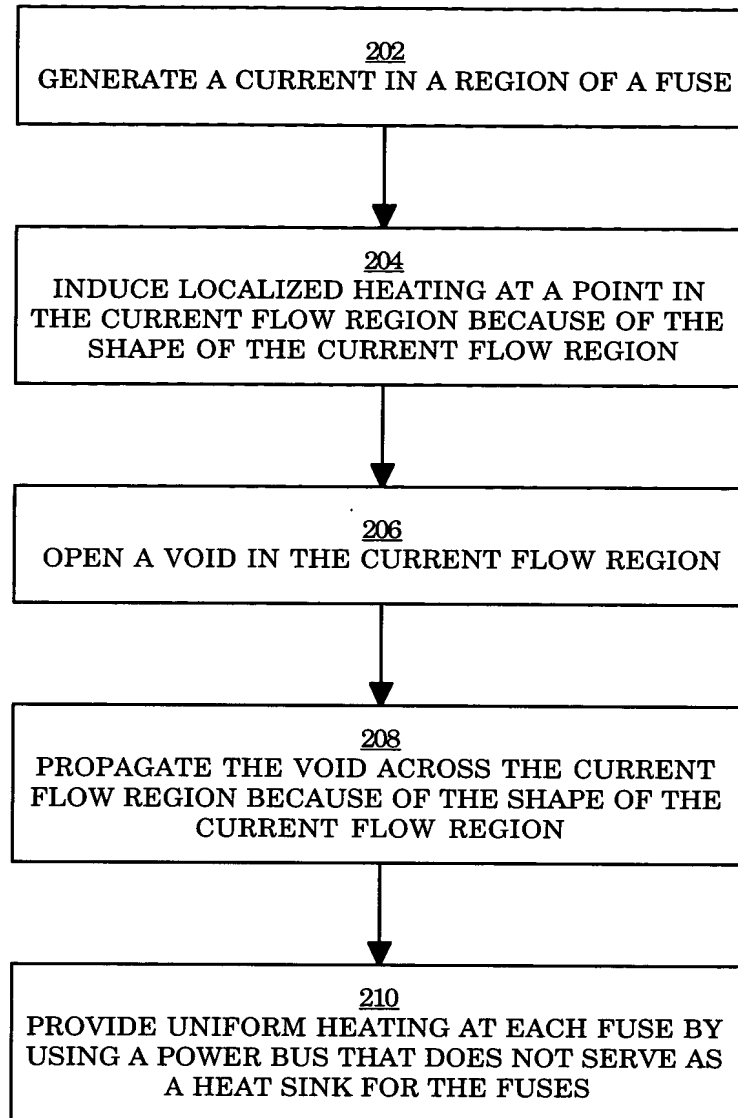 202
GENERATE A CURRENT IN A REGION OF A FUSE
204
INDUCE LOCALIZED HEATING AT A POINT IN
THE CURRENT FLOW REGION BECAUSE OF THE
SHAPE OF THE CURRENT FLOW REGION
206
OPEN A VOID IN THE CURRENT FLOW REGION
208
PROPAGATE THE VOID ACROSS THE CURRENT
FLOW REGION BECAUSE OF THE SHAPE OF THE
CURRENT FLOW REGION
210
PROVIDE UNIFORM HEATING AT EACH FUSE BY
USING A POWER BUS THAT DOES NOT SERVE AS
A HEAT SINK FOR THE FUSES